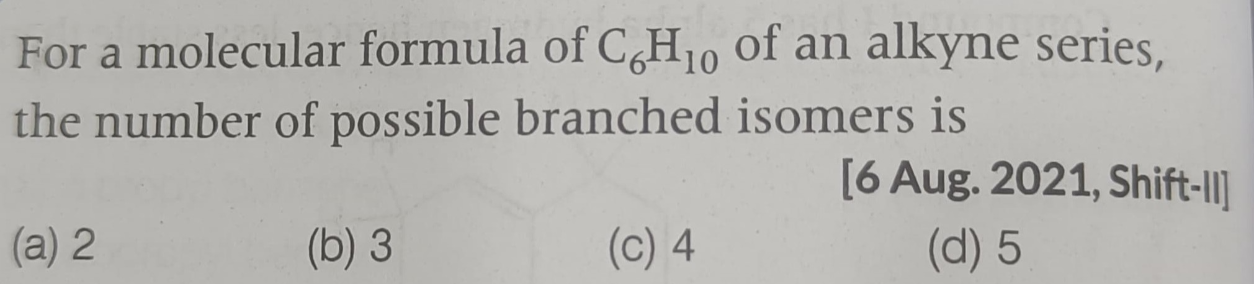 For a molecular formula of C₆H₁₀ of an alkyne series,
the number of possible branched isomers is
[6 Aug. 2021, Shift-II]
(a) 2 (b) 3 (c) 4 (d) 5